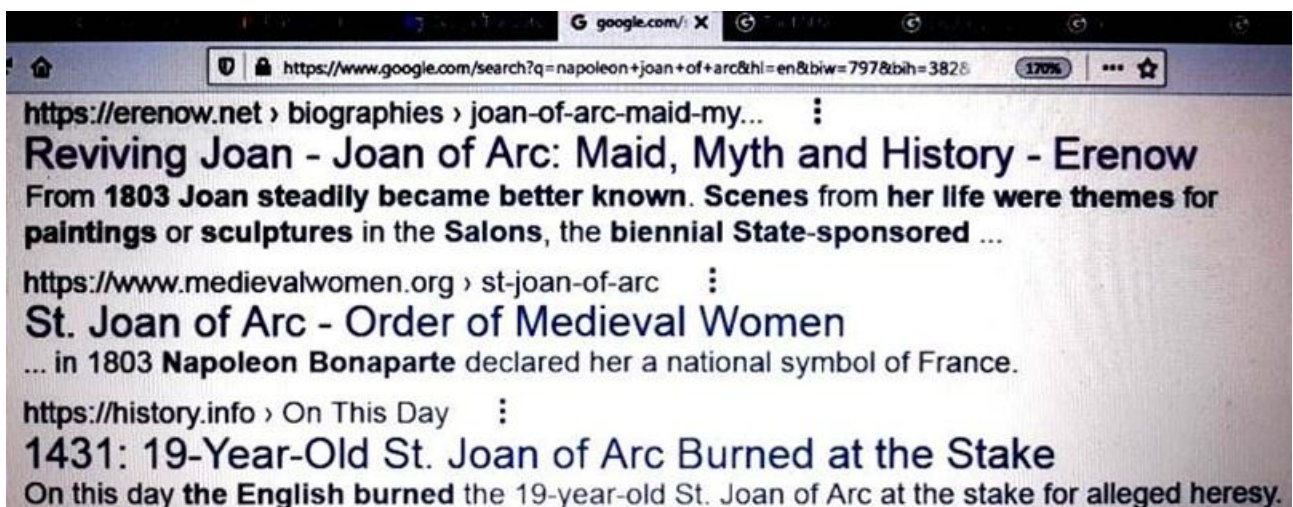 google.com/:
https://www.google.com/search?q=napoleon+joan+of+arc&hl=en&biw=797&bih=3828
170%
https://erenow.net › biographies › joan-of-arc-maid-my...
Reviving Joan - Joan of Arc: Maid, Myth and History - Erenow
From 1803 Joan steadily became better known. Scenes from her life were themes for
paintings or sculptures in the Salons, the biennial State-sponsored ...
https://www.medievalwomen.org › st-joan-of-arc
St. Joan of Arc - Order of Medieval Women
... in 1803 Napoleon Bonaparte declared her a national symbol of France.
https://history.info › On This Day
1431: 19-Year-Old St. Joan of Arc Burned at the Stake
On this day the English burned the 19-year-old St. Joan of Arc at the stake for alleged heresy.